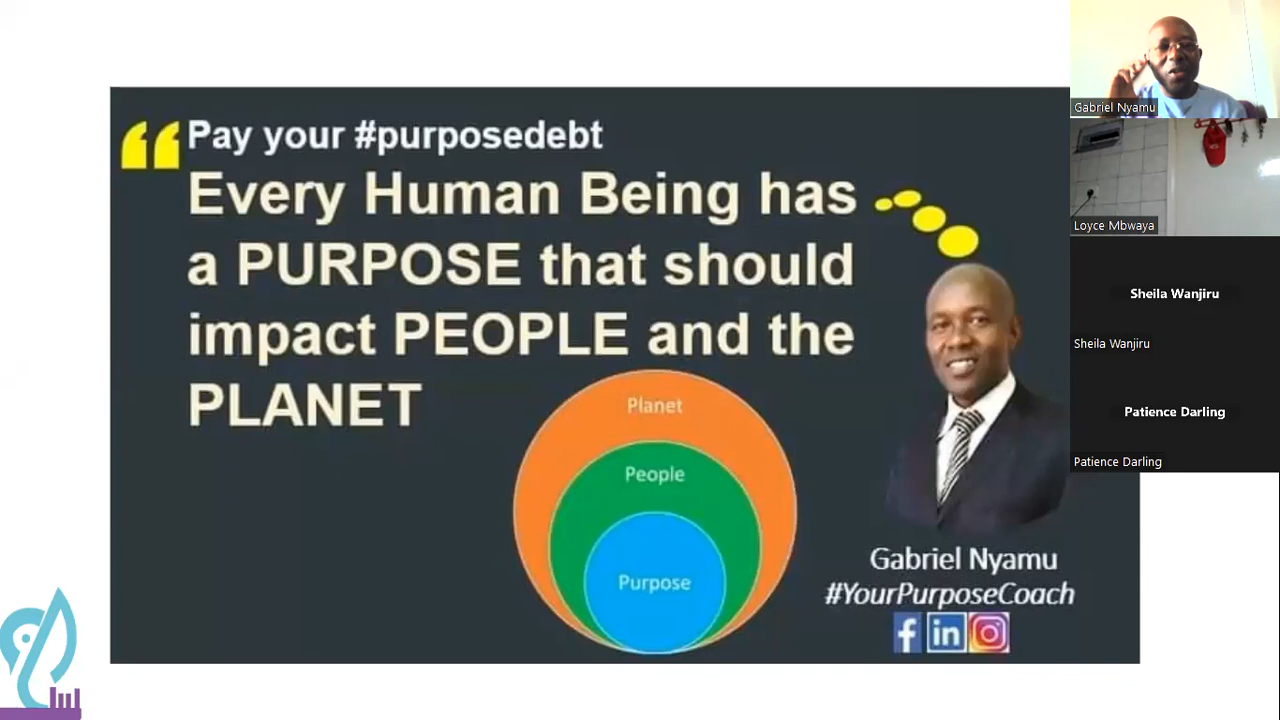 Pay your #purposedebt
Every Human Being has
a PURPOSE that should
impact PEOPLE and the
PLANET
Planet
People
Purpose
Gabriel Nyamu
#YourPurposeCoach
Gabriel Nyamu
Loyce Mbwaya
Sheila Wanjiru
Sheila Wanjiru
Patience Darling
Patience Darling